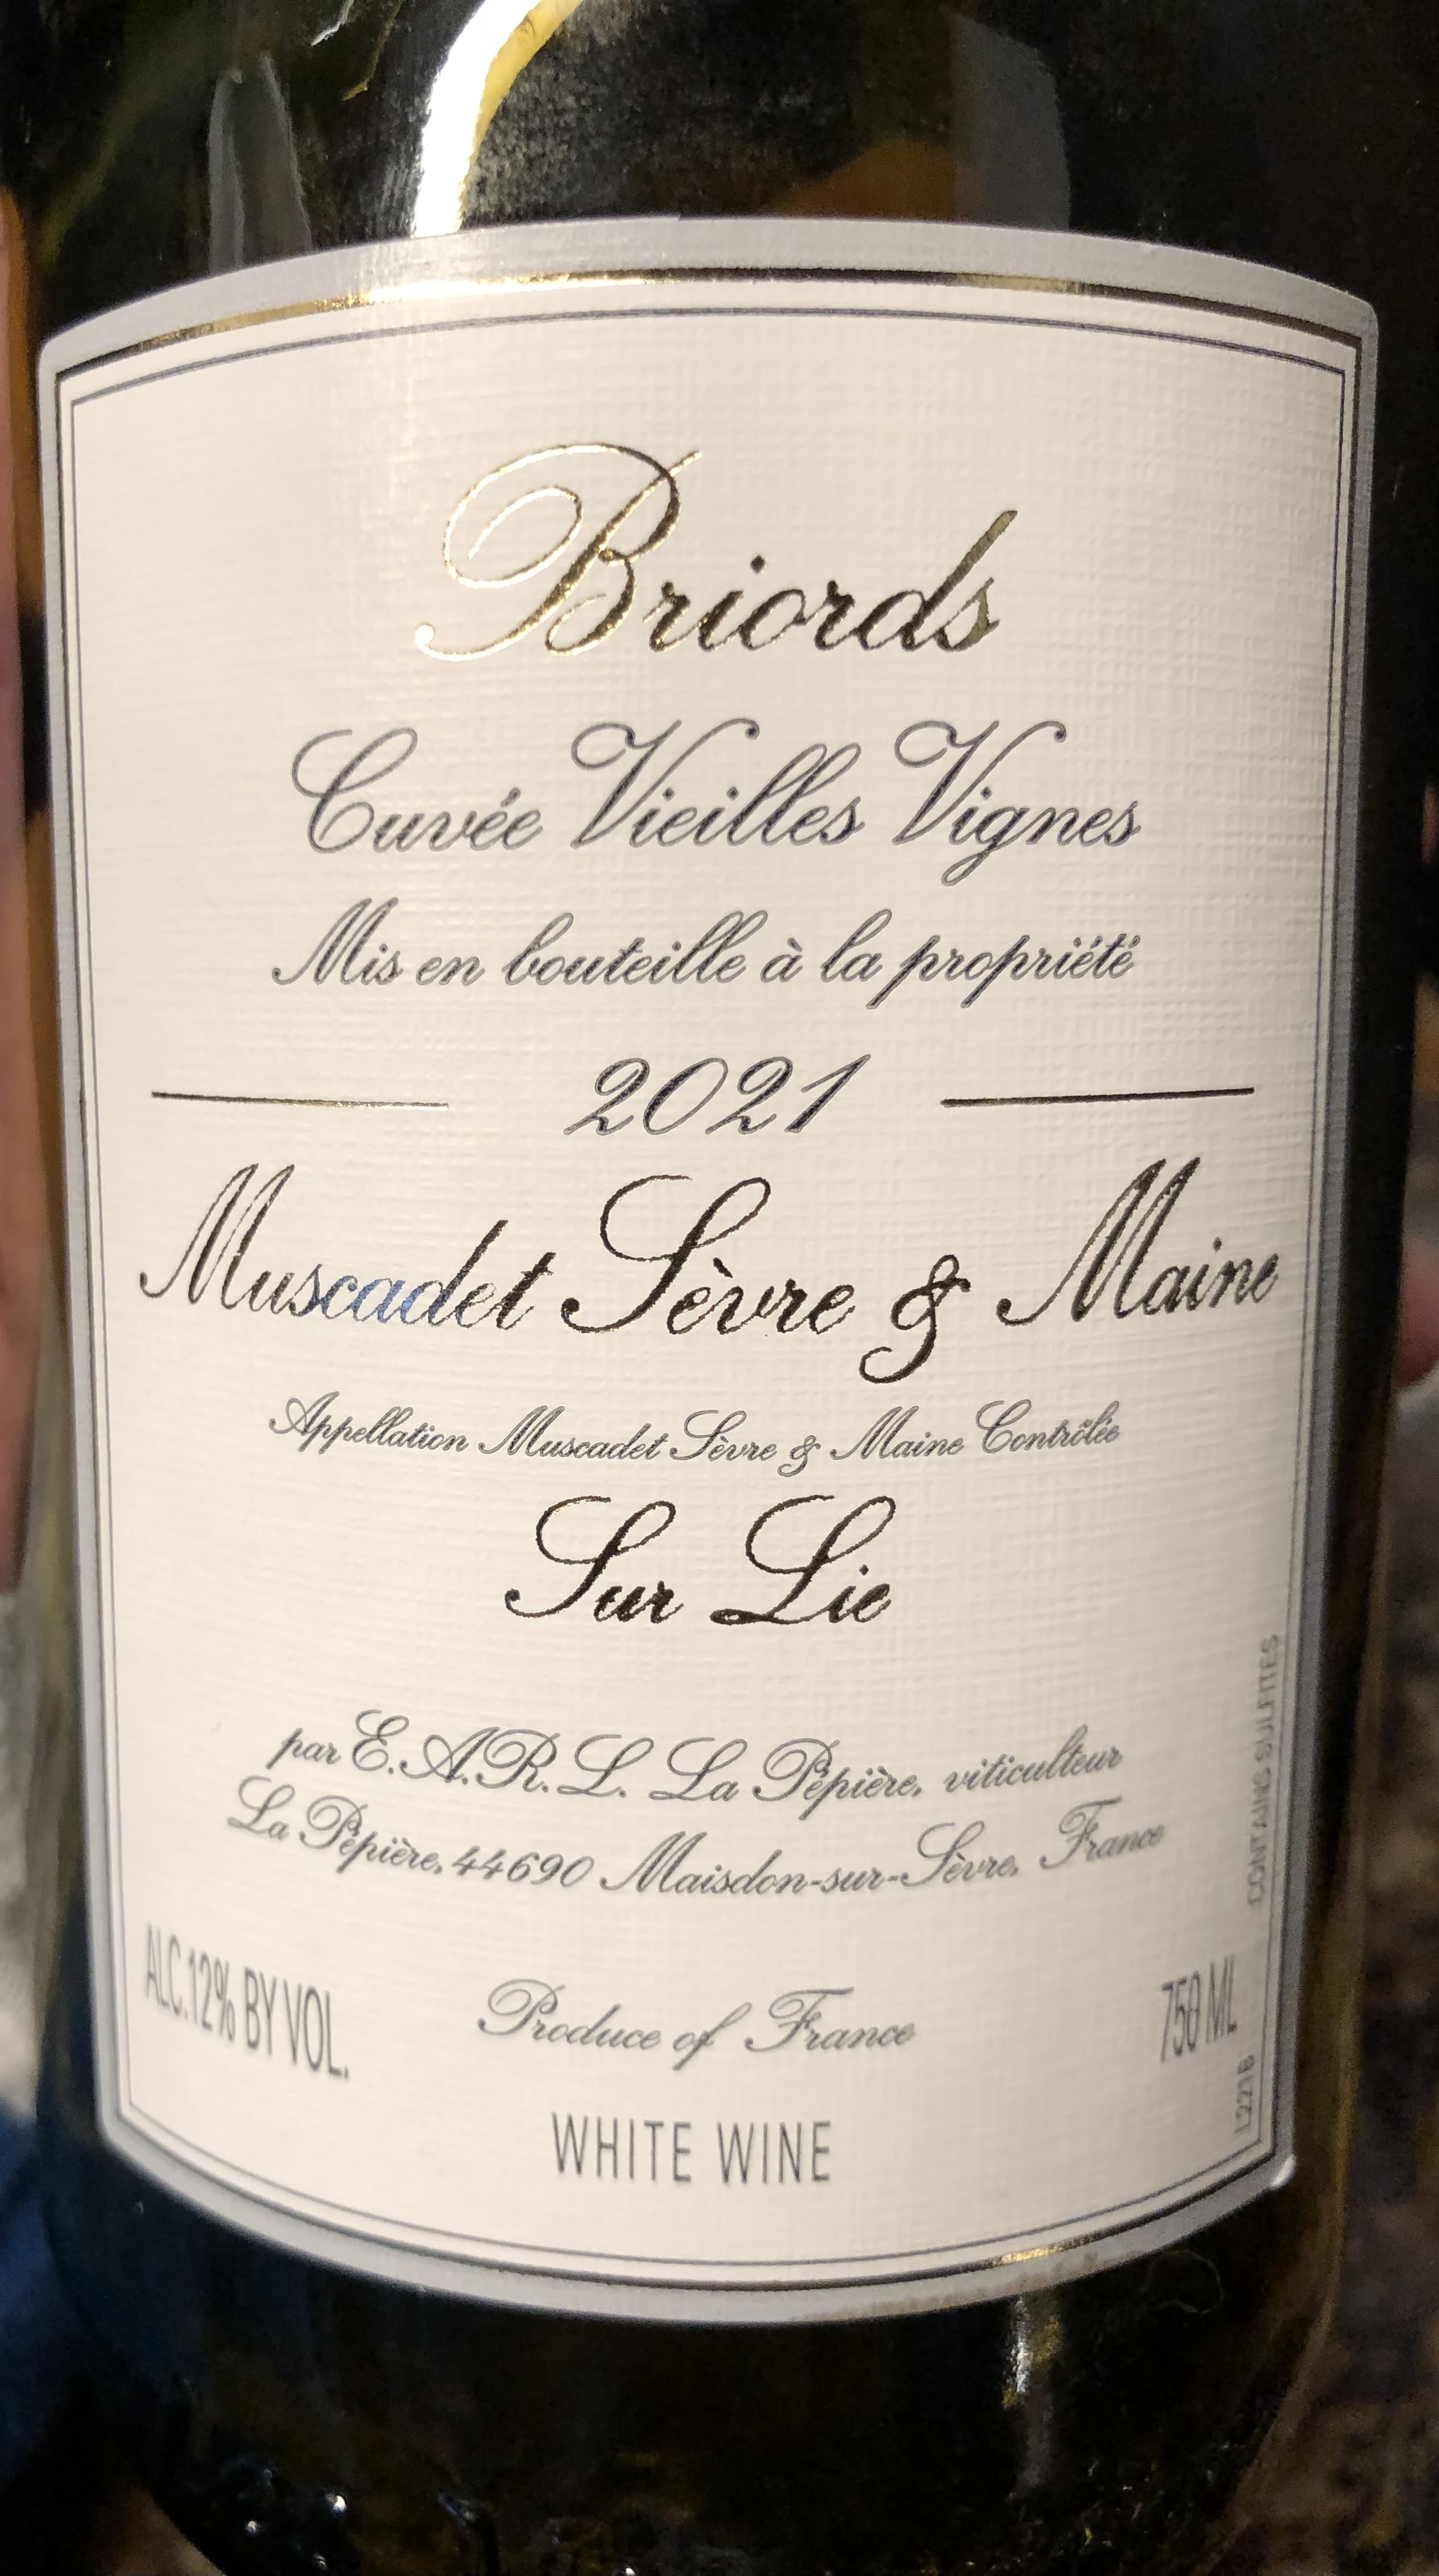 Briords
Cuvée Vieilles Vignes
Mis en bouteille à la propriété
2021
Muscadet Sèvre & Maine
Appellation Muscadet Sèvre & Maine Contrôlée
Sur Lie
par E.A.R.L. La Pépière, viticulteur
La Pépière, 44690 Maisdon-sur-Sèvre, France
CONTAINS SULFITES
ALC.12% BY VOL.
Produce of France
750 ML
WHITE WINE